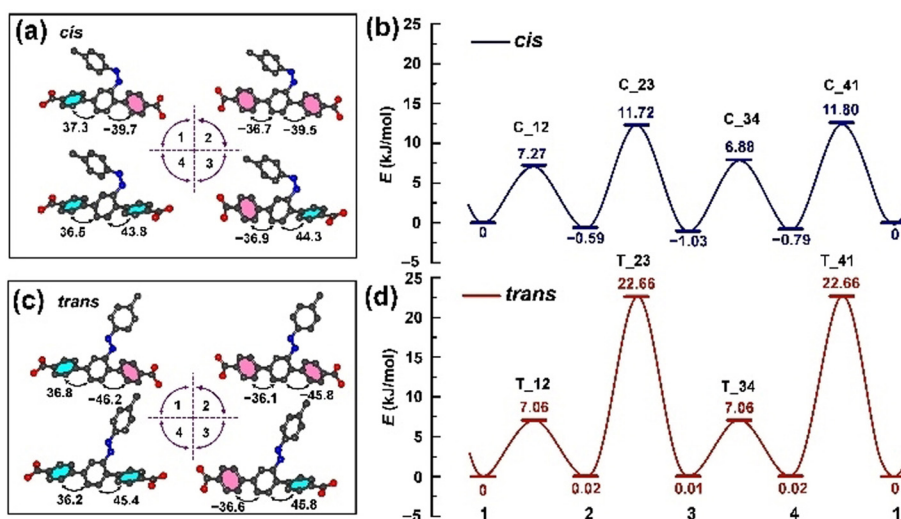 (a) cis
37.3 −39.7
−36.7 −39.5
1 2
4 3
36.5 43.8
−36.9 44.3
(b)
cis
E (kJ/mol)
25
20
15
10
5
0
−5
C_12
7.27
C_23
11.72
C_34
6.88
C_41
11.80
0
−0.59
−1.03
−0.79
0
(c) trans
36.8 −46.2
−36.1 −45.8
1 2
4 3
36.2 45.4
−36.6 45.8
(d)
trans
E (kJ/mol)
25
20
15
10
5
0
−5
T_12
7.06
T_23
22.66
T_34
7.06
T_41
22.66
0
0.02
0.01
0.02
0
1 2 3 4 1